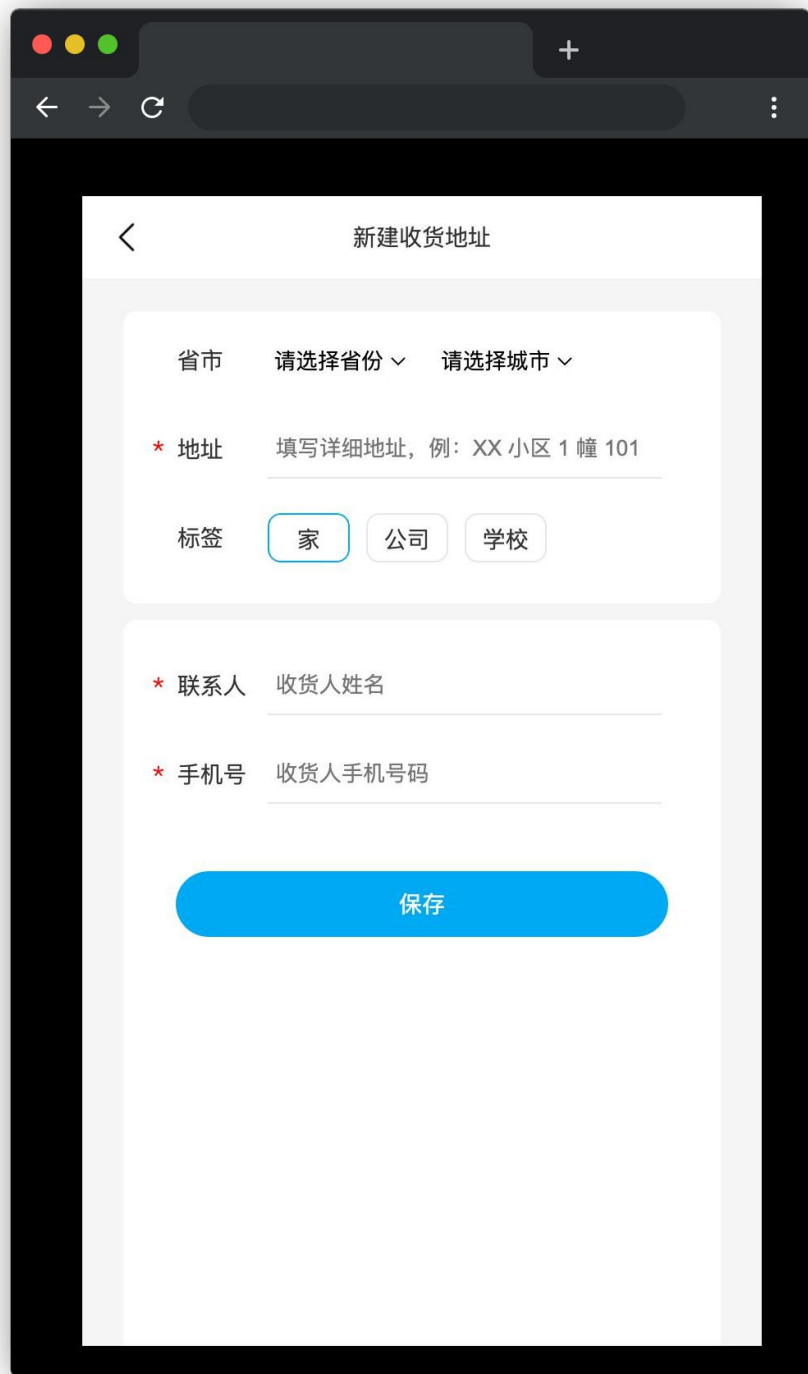 新建收货地址
省市 请选择省份 请选择城市
* 地址 填写详细地址，例：XX 小区 1 幢 101
标签 家 公司 学校
* 联系人 收货人姓名
* 手机号 收货人手机号码
保存